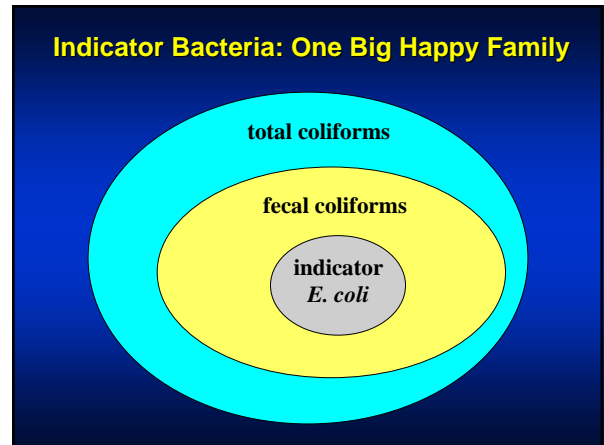 Indicator Bacteria: One Big Happy Family
total coliforms
fecal coliforms
indicator
E. coli